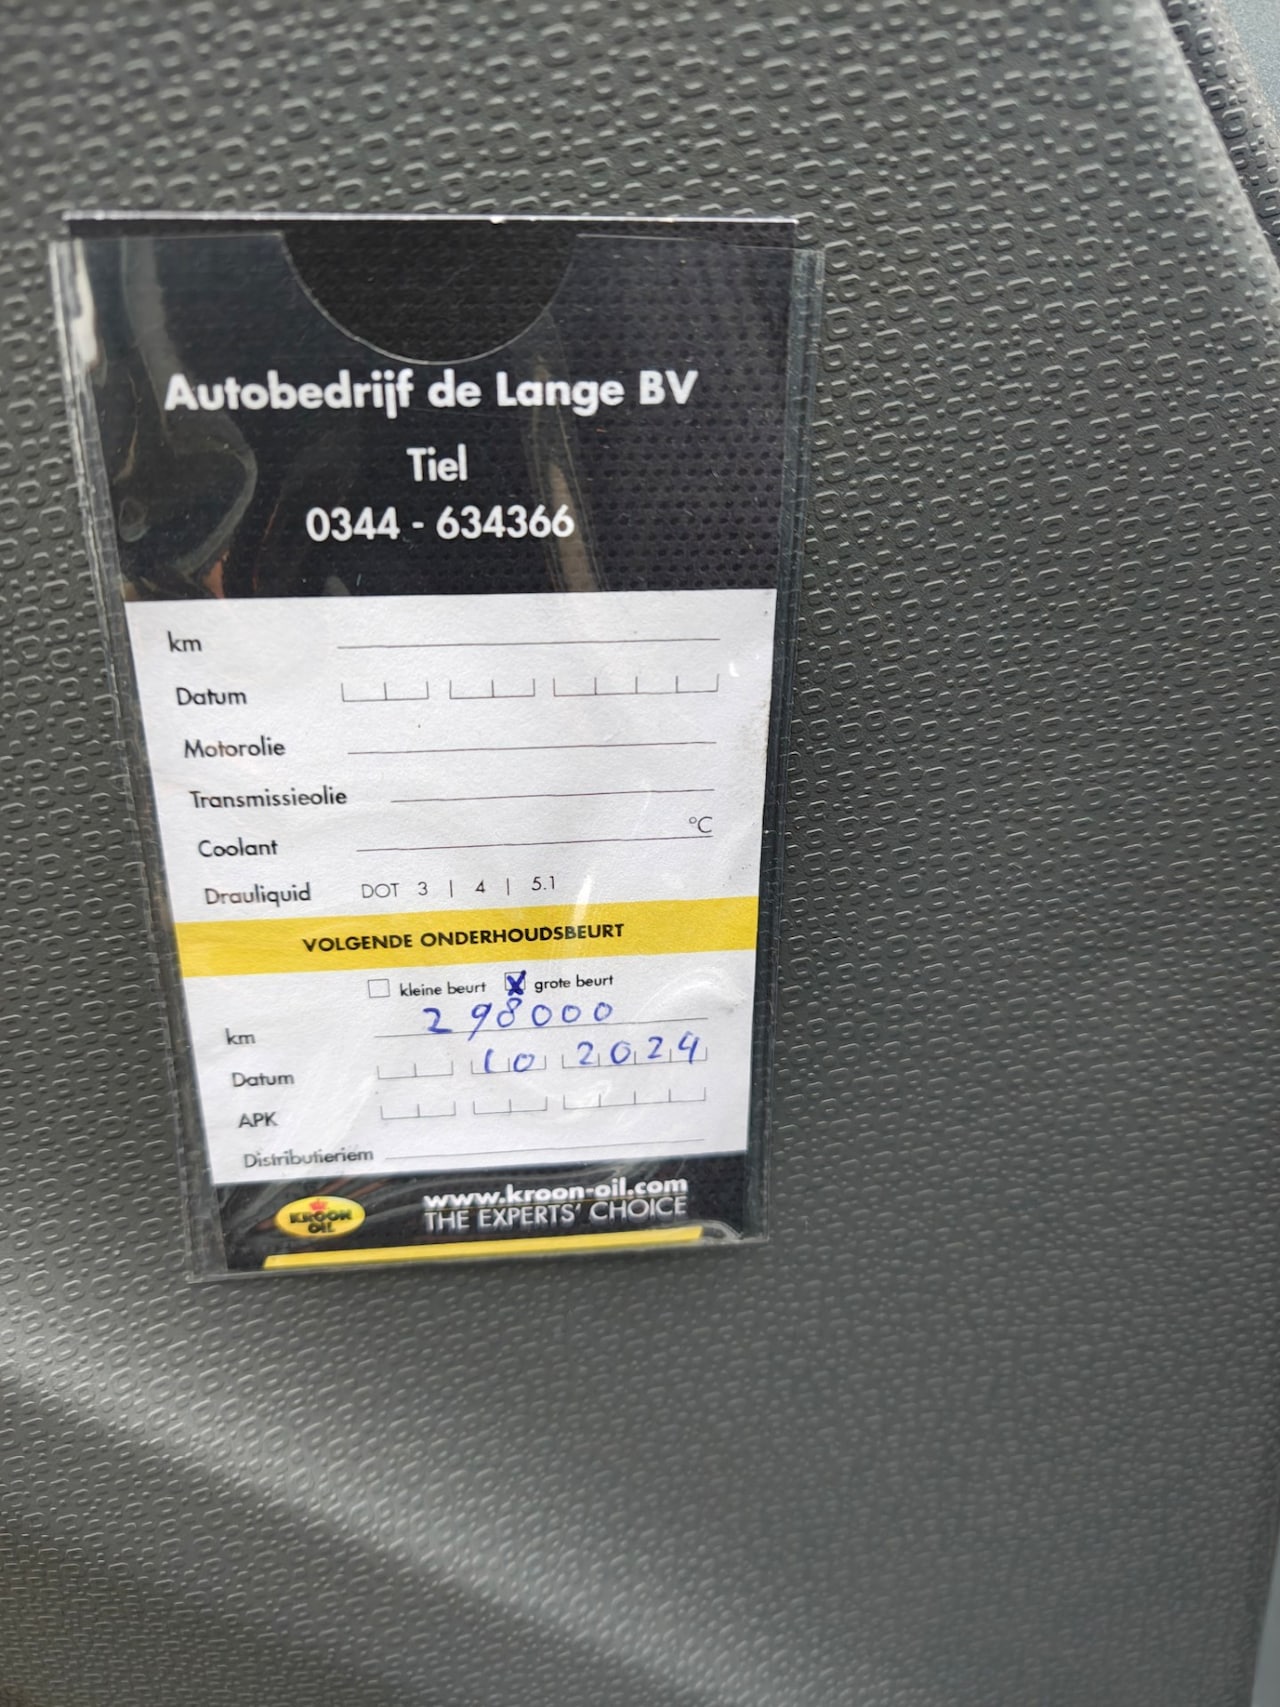 Autobedrijf de Lange BV
Tiel
0344 - 634366
km
Datum
Motorolie
Transmissieolie
Coolant °C
Drauliquid DOT 3 | 4 | 5.1
VOLGENDE ONDERHOUDSBEURT
kleine beurt X grote beurt
km 298000
Datum 10 2024
APK
Distributieriem
KROON OIL
www.kroon-oil.com
THE EXPERTS' CHOICE